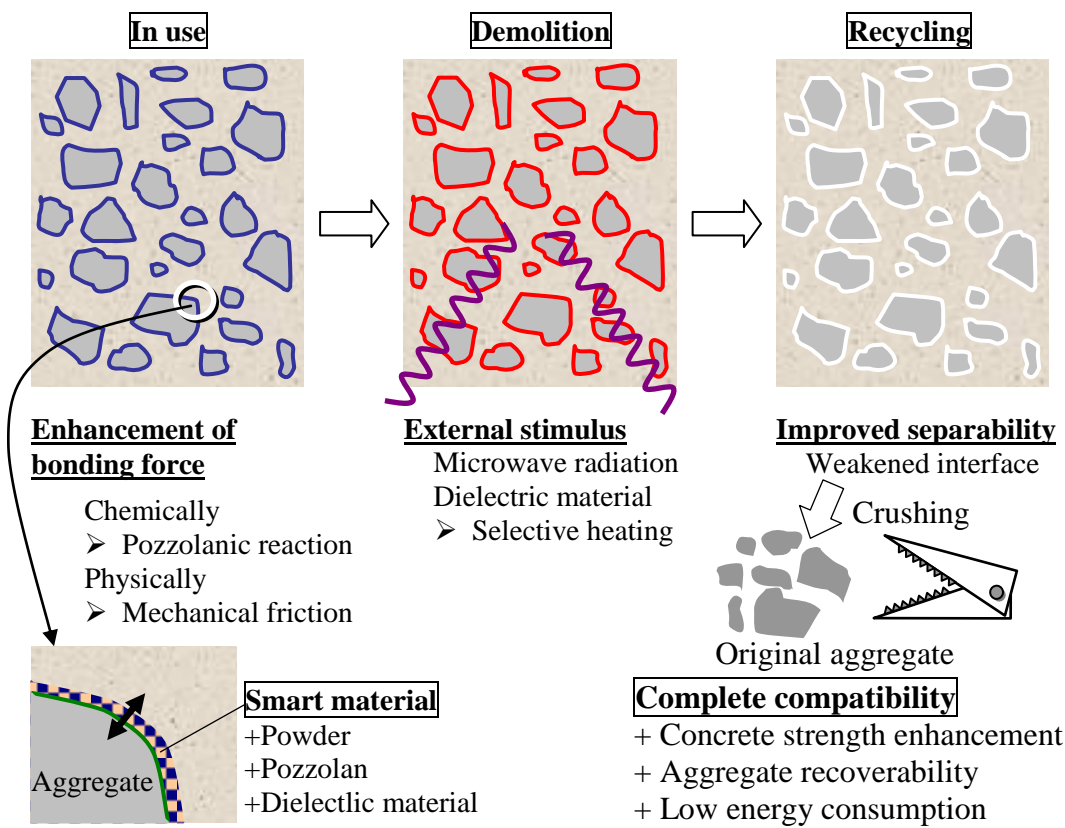 In use
Demolition
Recycling
Enhancement of
bonding force
Chemically
➢ Pozzolanic reaction
Physically
➢ Mechanical friction
External stimulus
Microwave radiation
Dielectric material
➢ Selective heating
Improved separability
Weakened interface
Crushing
Original aggregate
Aggregate
Smart material
+Powder
+Pozzolan
+Dielectlic material
Complete compatibility
+ Concrete strength enhancement
+ Aggregate recoverability
+ Low energy consumption